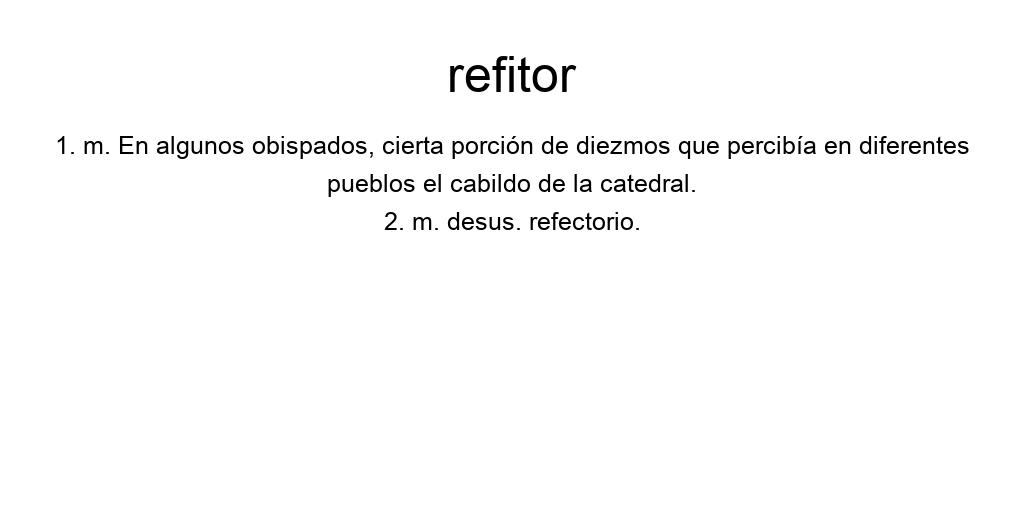 refitor
1. m. En algunos obispados, cierta porción de diezmos que percibía en diferentes
pueblos el cabildo de la catedral.
2. m. desus. refectorio.